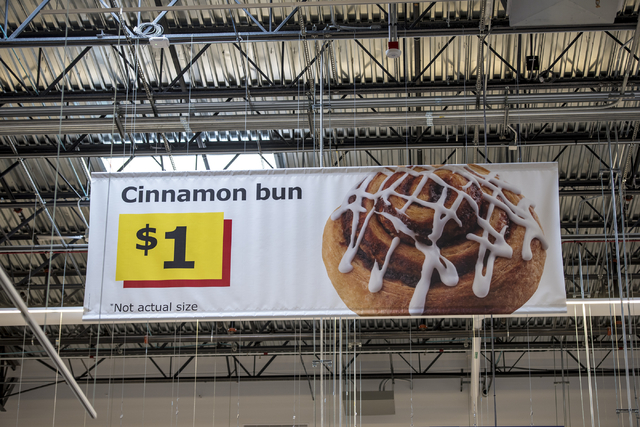 Cinnamon bun
$1
*Not actual size